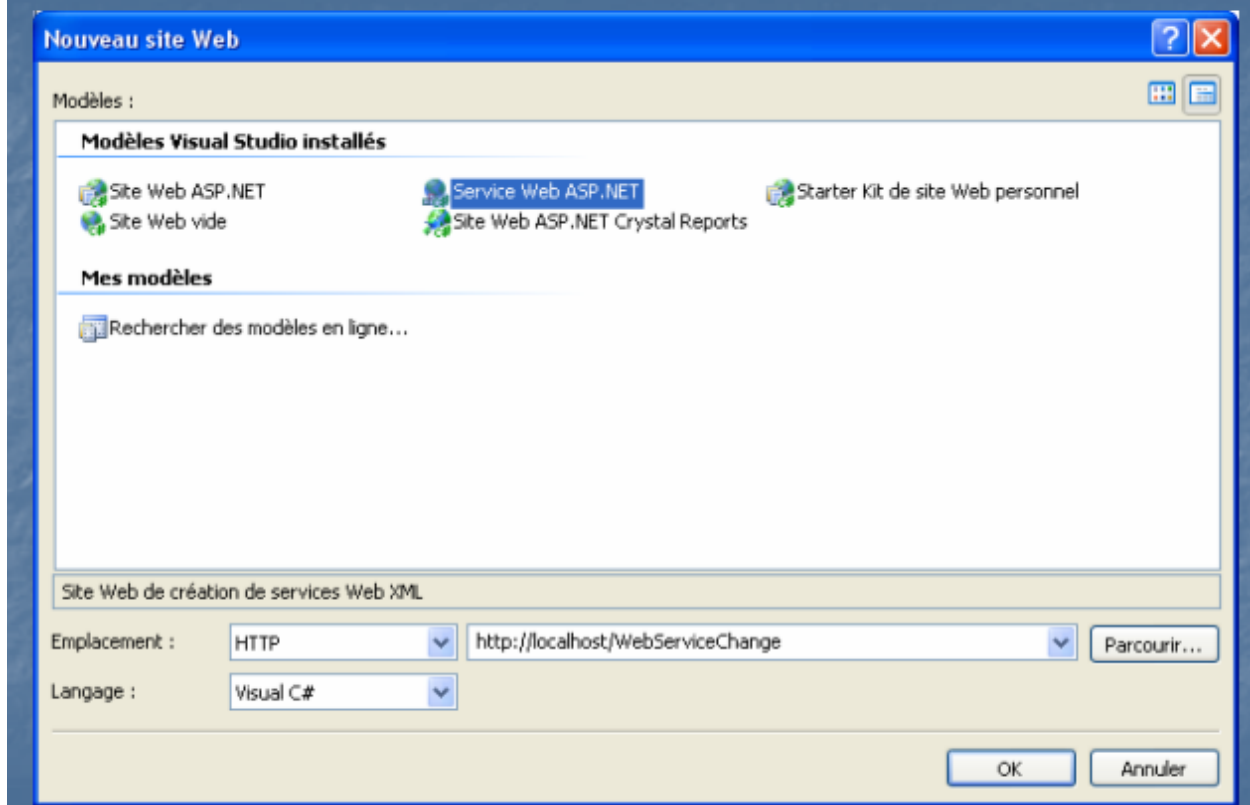 Nouveau site Web
Modèles :
Modèles Visual Studio installés
Site Web ASP.NET
Service Web ASP.NET
Starter Kit de site Web personnel
Site Web vide
Site Web ASP.NET Crystal Reports
Mes modèles
Rechercher des modèles en ligne...
Site Web de création de services Web XML
Emplacement :
HTTP
http://localhost/WebServiceChange
Parcourir...
Langage :
Visual C#
OK
Annuler